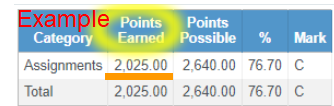 Example
Category Points Earned Points Possible % Mark
Assignments 2,025.00 2,640.00 76.70 C
Total 2,025.00 2,640.00 76.70 C